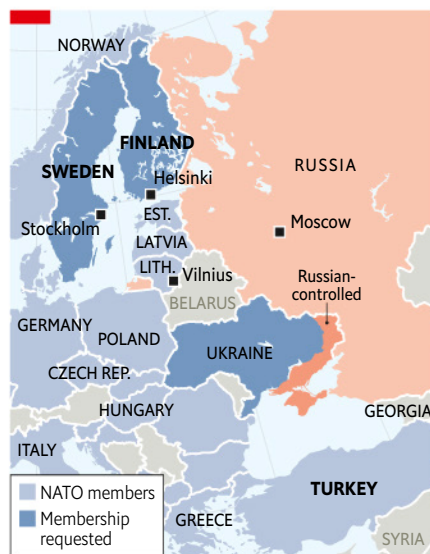 NORWAY
FINLAND
SWEDEN
Helsinki
RUSSIA
Stockholm
EST.
Moscow
LATVIA
LITH.
Vilnius
Russian-
controlled
BELARUS
GERMANY
POLAND
UKRAINE
CZECH REP.
HUNGARY
GEORGIA
ITALY
TURKEY
GREECE
SYRIA
NATO members
Membership
requested